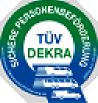 SICHERE PERSONENBEFÖRDERUNG
TÜV
DEKRA